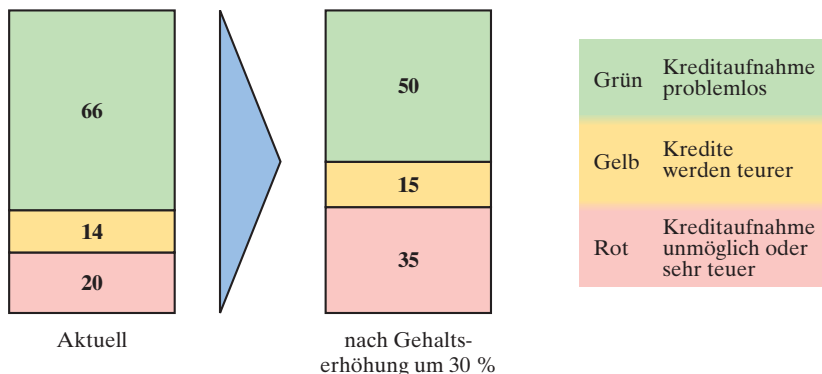 66
14
20
Aktuell
50
15
35
nach Gehalts-
erhöhung um 30 %
Grün
Kreditaufnahme
problemlos
Gelb
Kredite
werden teurer
Rot
Kreditaufnahme
unmöglich oder
sehr teuer